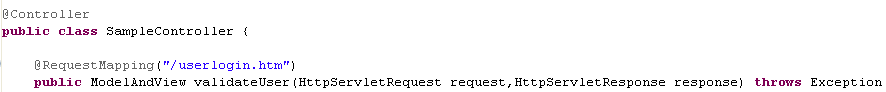 @Controller
public class SampleController {
@RequestMapping("/userlogin.htm")
public ModelAndView validateUser(HttpServletRequest request,HttpServletResponse response) throws Exception